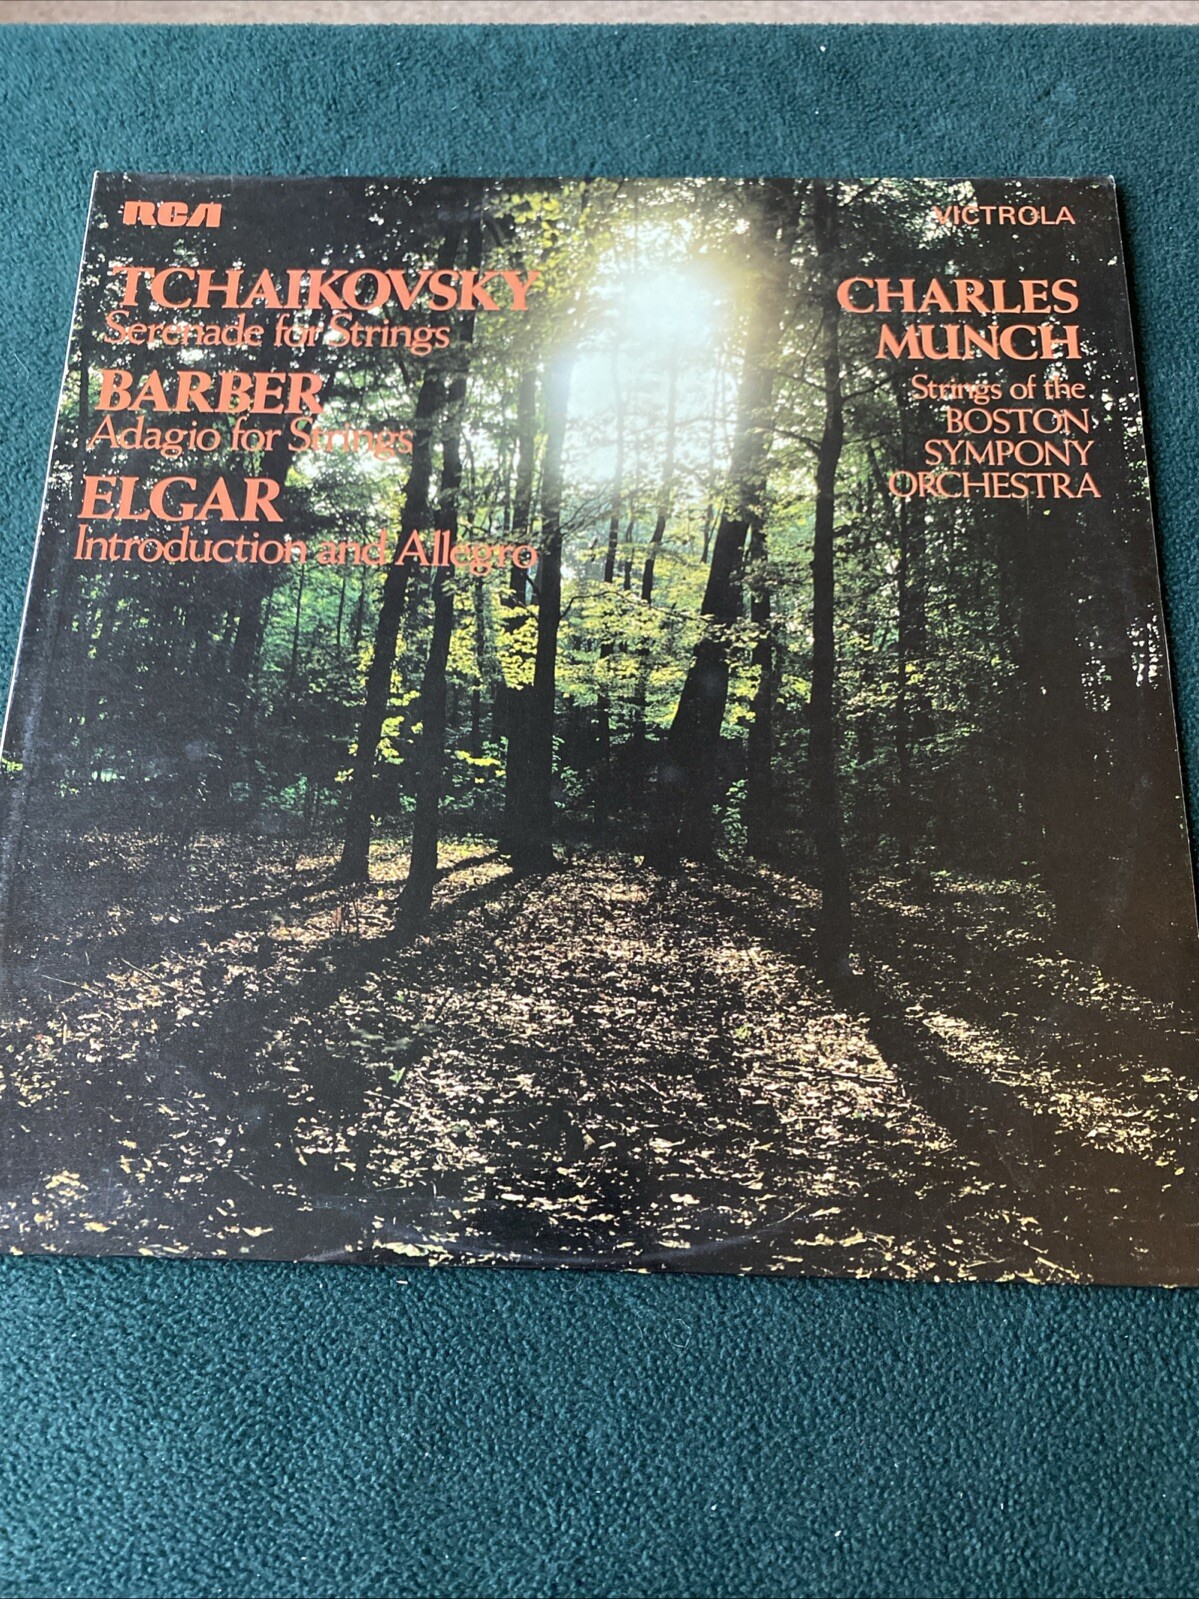 RCA
VICTROLA
TCHAIKOVSKY
Serenade for Strings
BARBER
Adagio for Strings
ELGAR
Introduction and Allegro
CHARLES
MUNCH
Strings of the
BOSTON
SYMPONY
ORCHESTRA